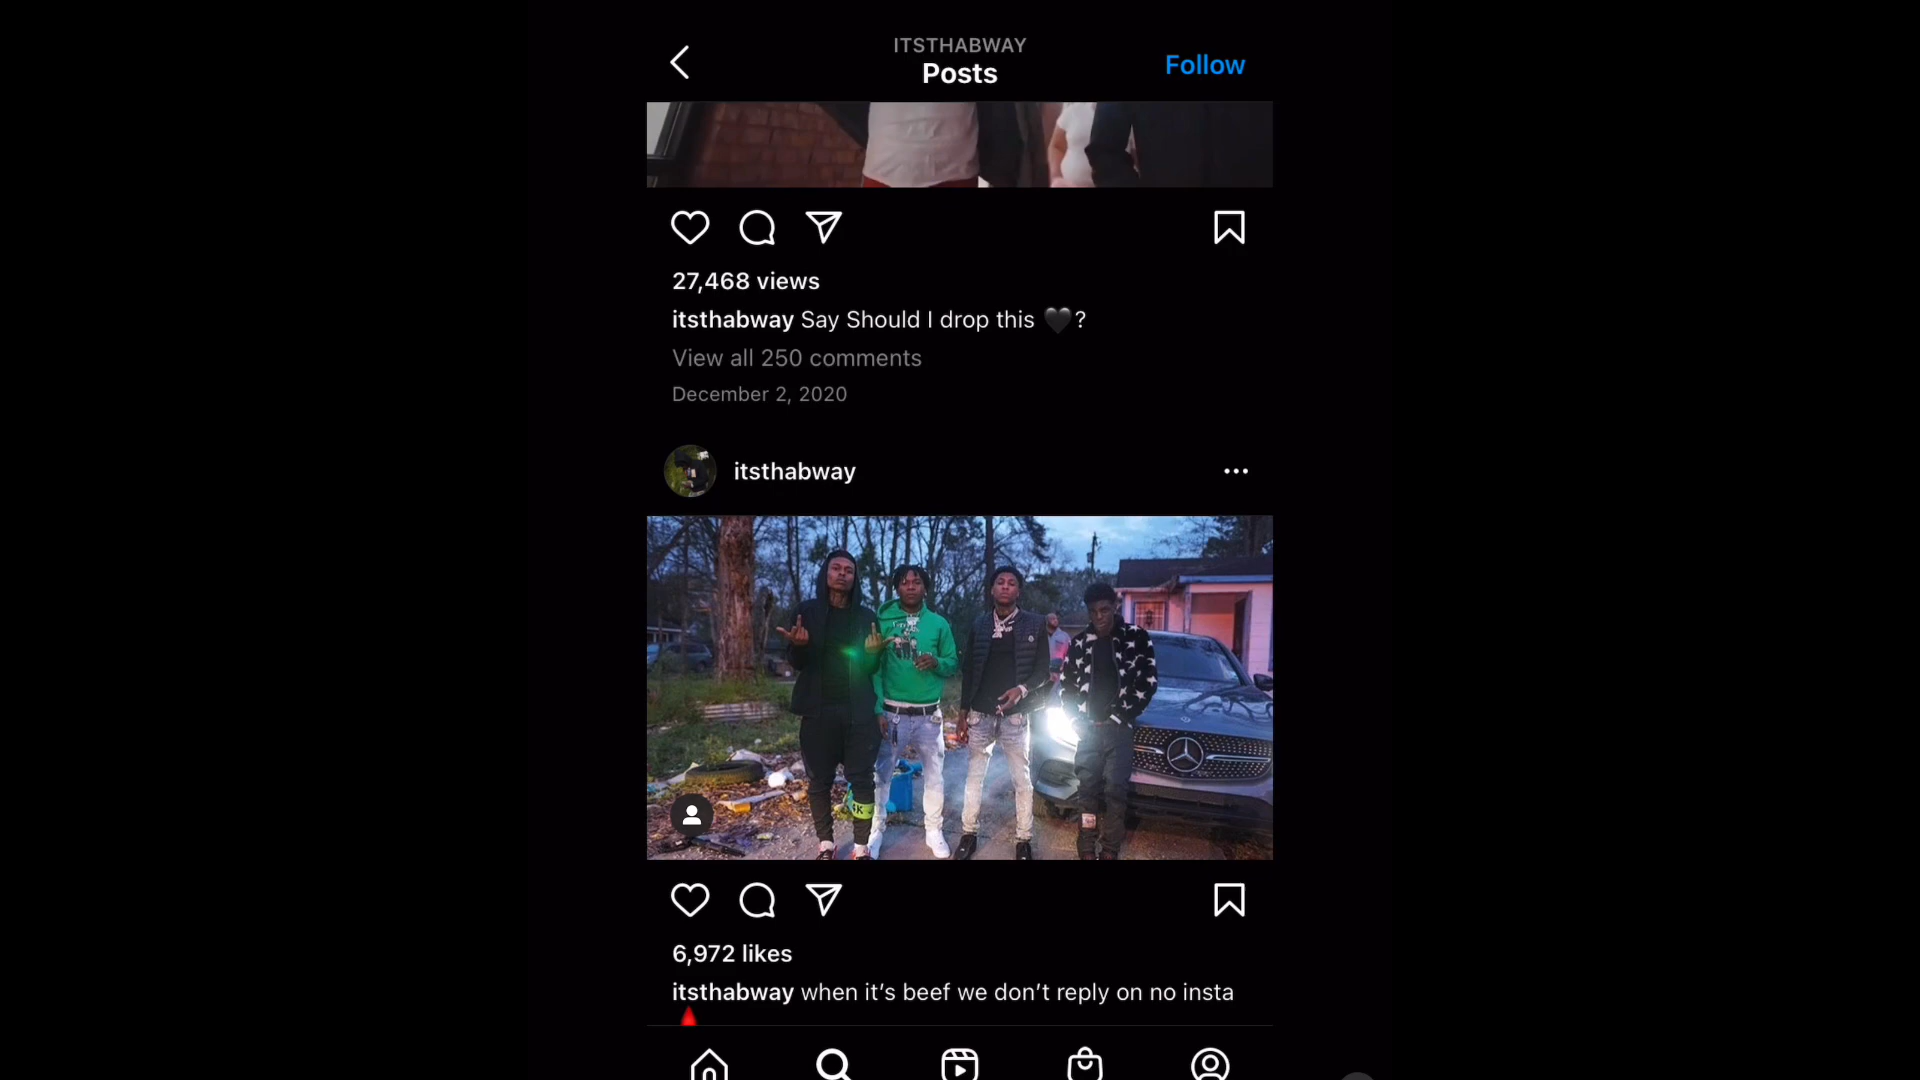 ITSTHABWAY
Posts
Follow
27,468 views
itsthabway Say Should I drop this 🖤?
View all 250 comments
December 2, 2020
itsthabway
6,972 likes
itsthabway when it’s beef we don’t reply on no insta